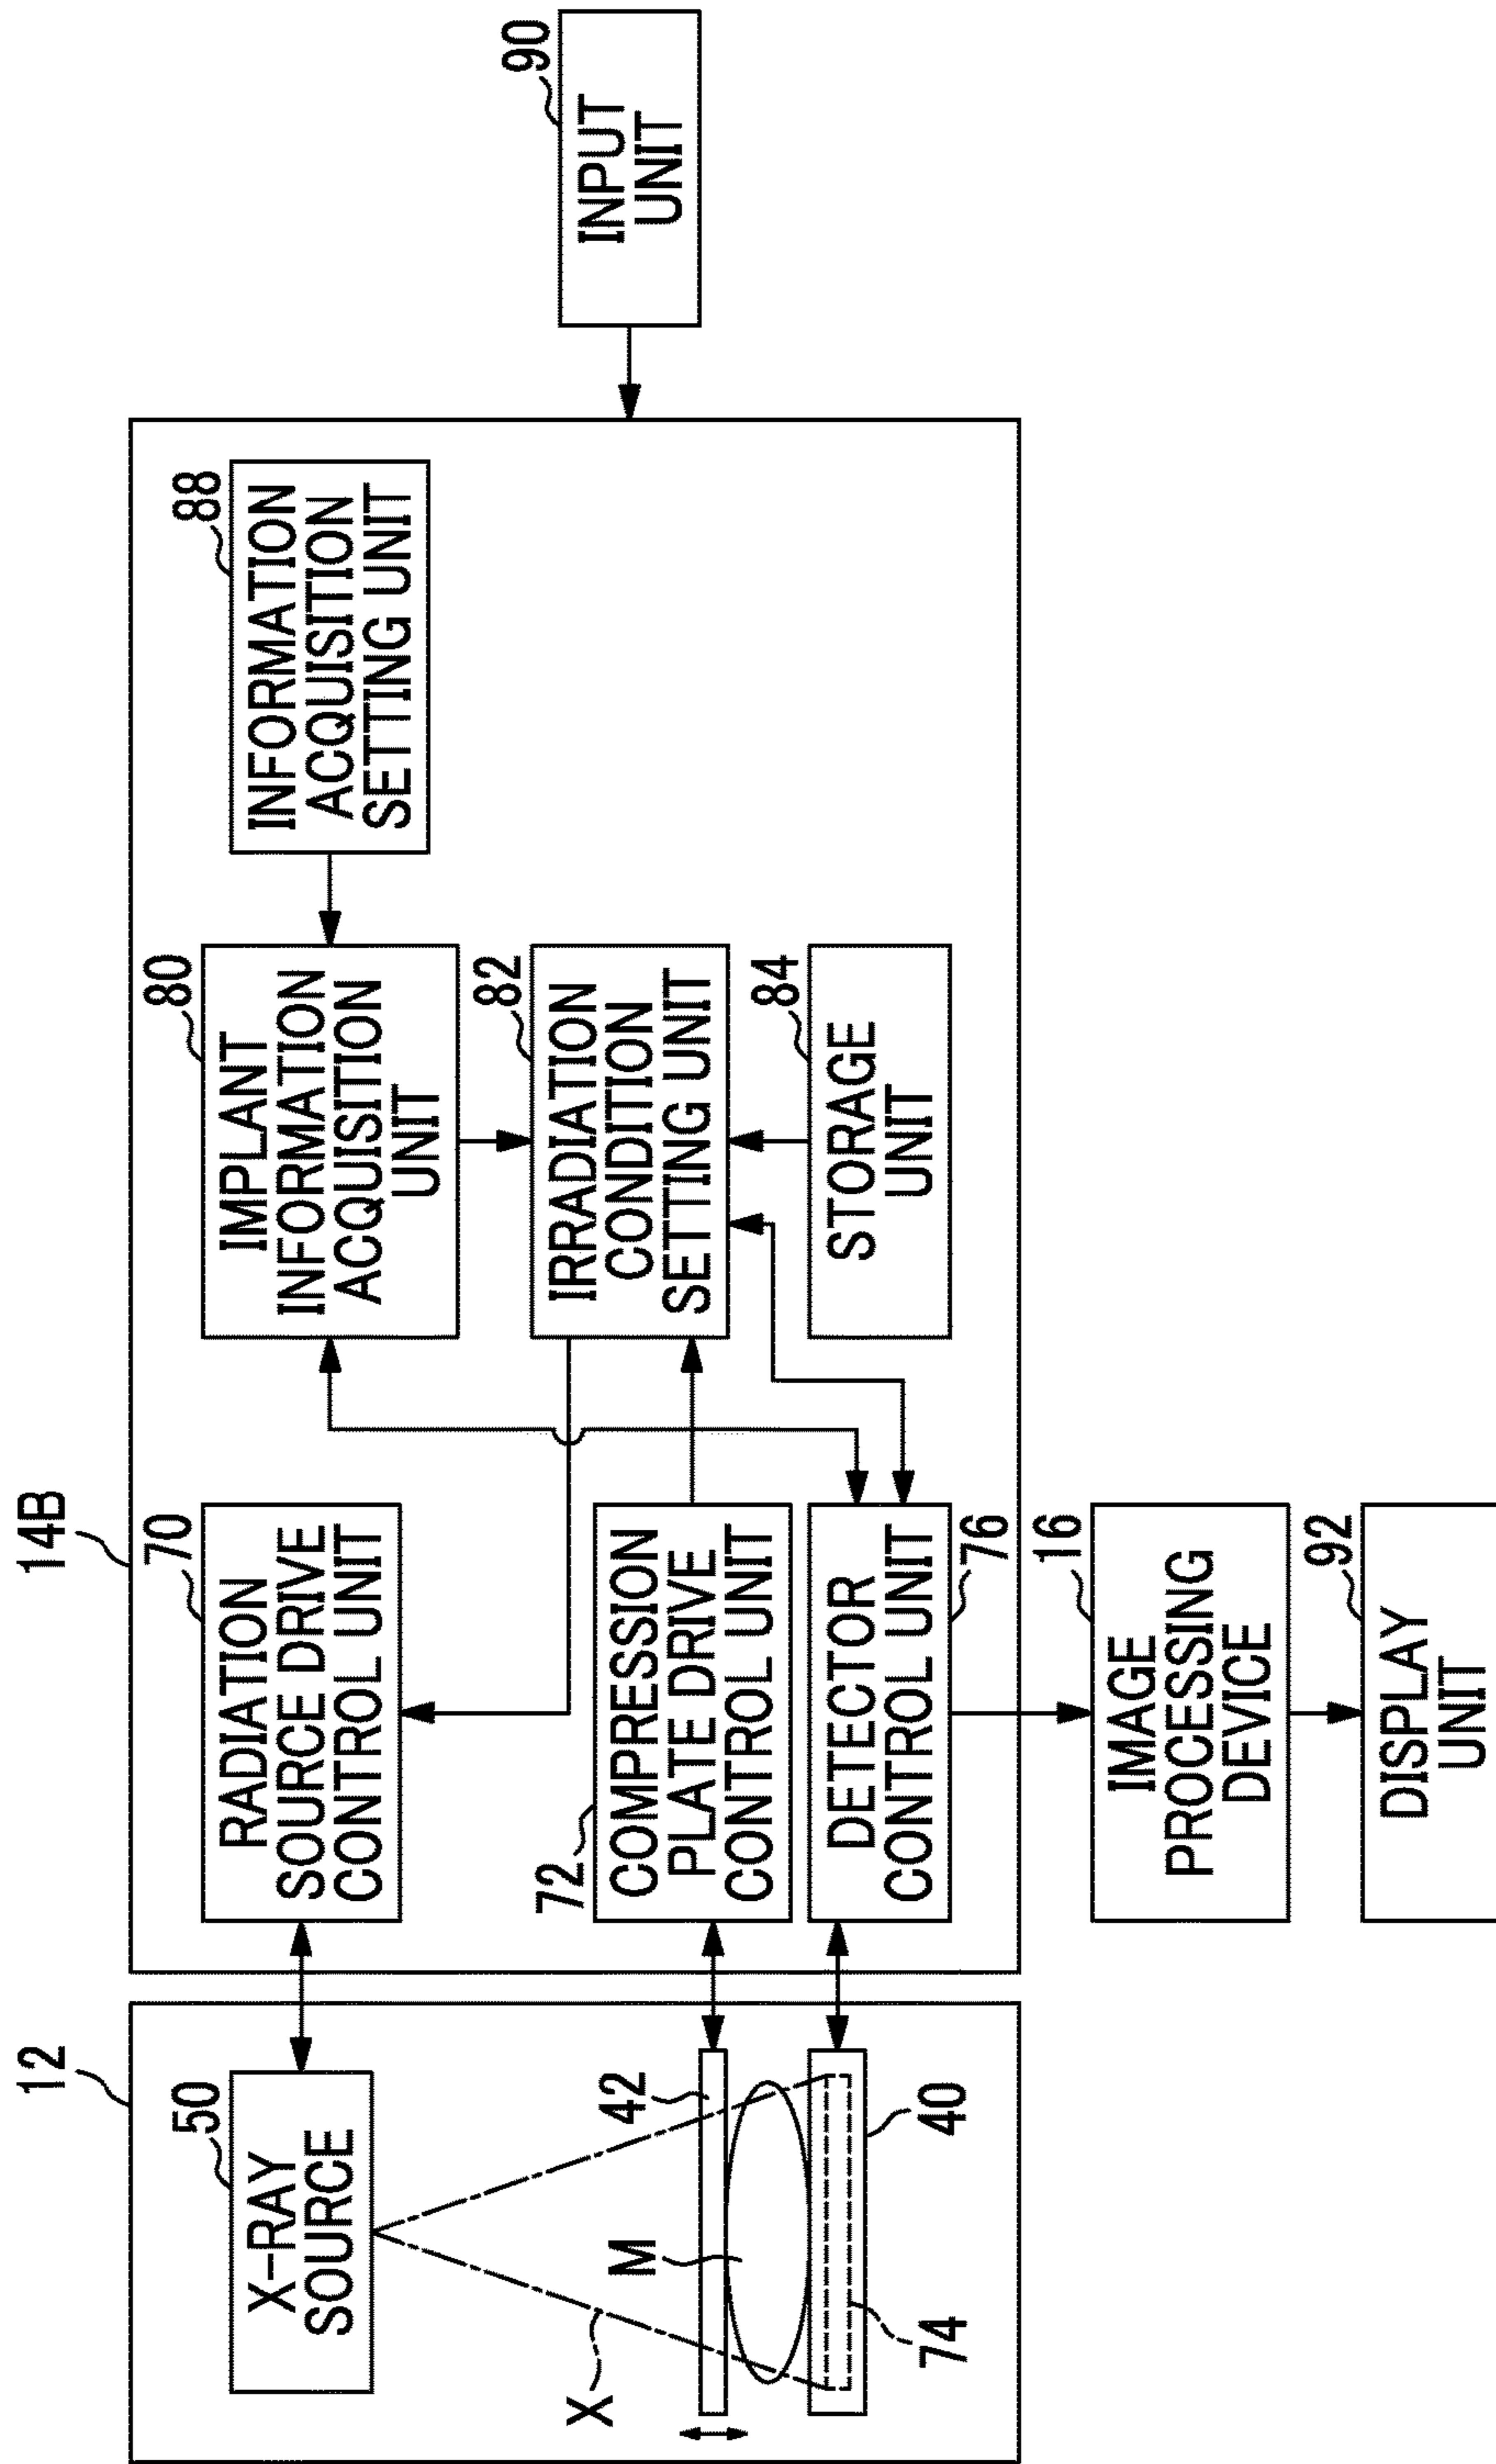 12
50
X-RAY
SOURCE
X
M
42
74
40
14B
70
RADIATION
SOURCE DRIVE
CONTROL UNIT
72
COMPRESSION
PLATE DRIVE
CONTROL UNIT
DETECTOR
CONTROL UNIT
76
80
IMPLANT
INFORMATION
ACQUISITION
UNIT
82
IRRADIATION
CONDITION
SETTING UNIT
84
STORAGE
UNIT
88
INFORMATION
ACQUISITION
SETTING UNIT
90
INPUT
UNIT
16
IMAGE
PROCESSING
DEVICE
92
DISPLAY
UNIT